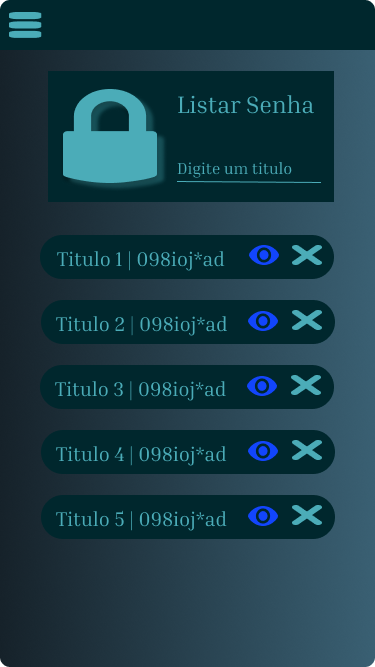 Listar Senha
Digite um titulo
Titulo 1 | 098ioj*ad
Titulo 2 | 098ioj*ad
Titulo 3 | 098ioj*ad
Titulo 4 | 098ioj*ad
Titulo 5 | 098ioj*ad